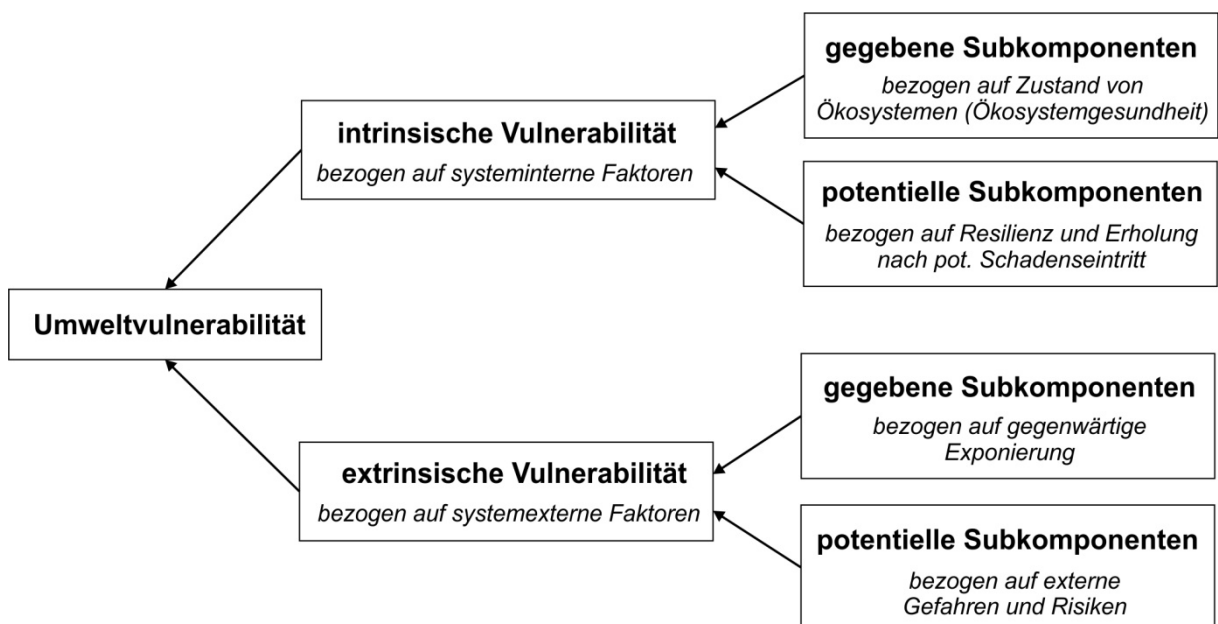 gegebene Subkomponenten
bezogen auf Zustand von
Ökosystemen (Ökosystemgesundheit)
intrinsische Vulnerabilität
bezogen auf systeminterne Faktoren
potentielle Subkomponenten
bezogen auf Resilienz und Erholung
nach pot. Schadenseintritt
Umweltvulnerabilität
gegebene Subkomponenten
bezogen auf gegenwärtige
Exponierung
extrinsische Vulnerabilität
bezogen auf systemexterne Faktoren
potentielle Subkomponenten
bezogen auf externe
Gefahren und Risiken